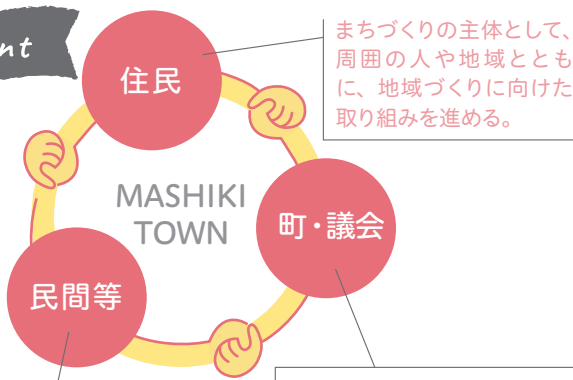 nt
住民
まちづくりの主体として、
周囲の人や地域ととも
に、地域づくりに向けた
取り組みを進める。
MASHIKI
TOWN
町・議会
民間等